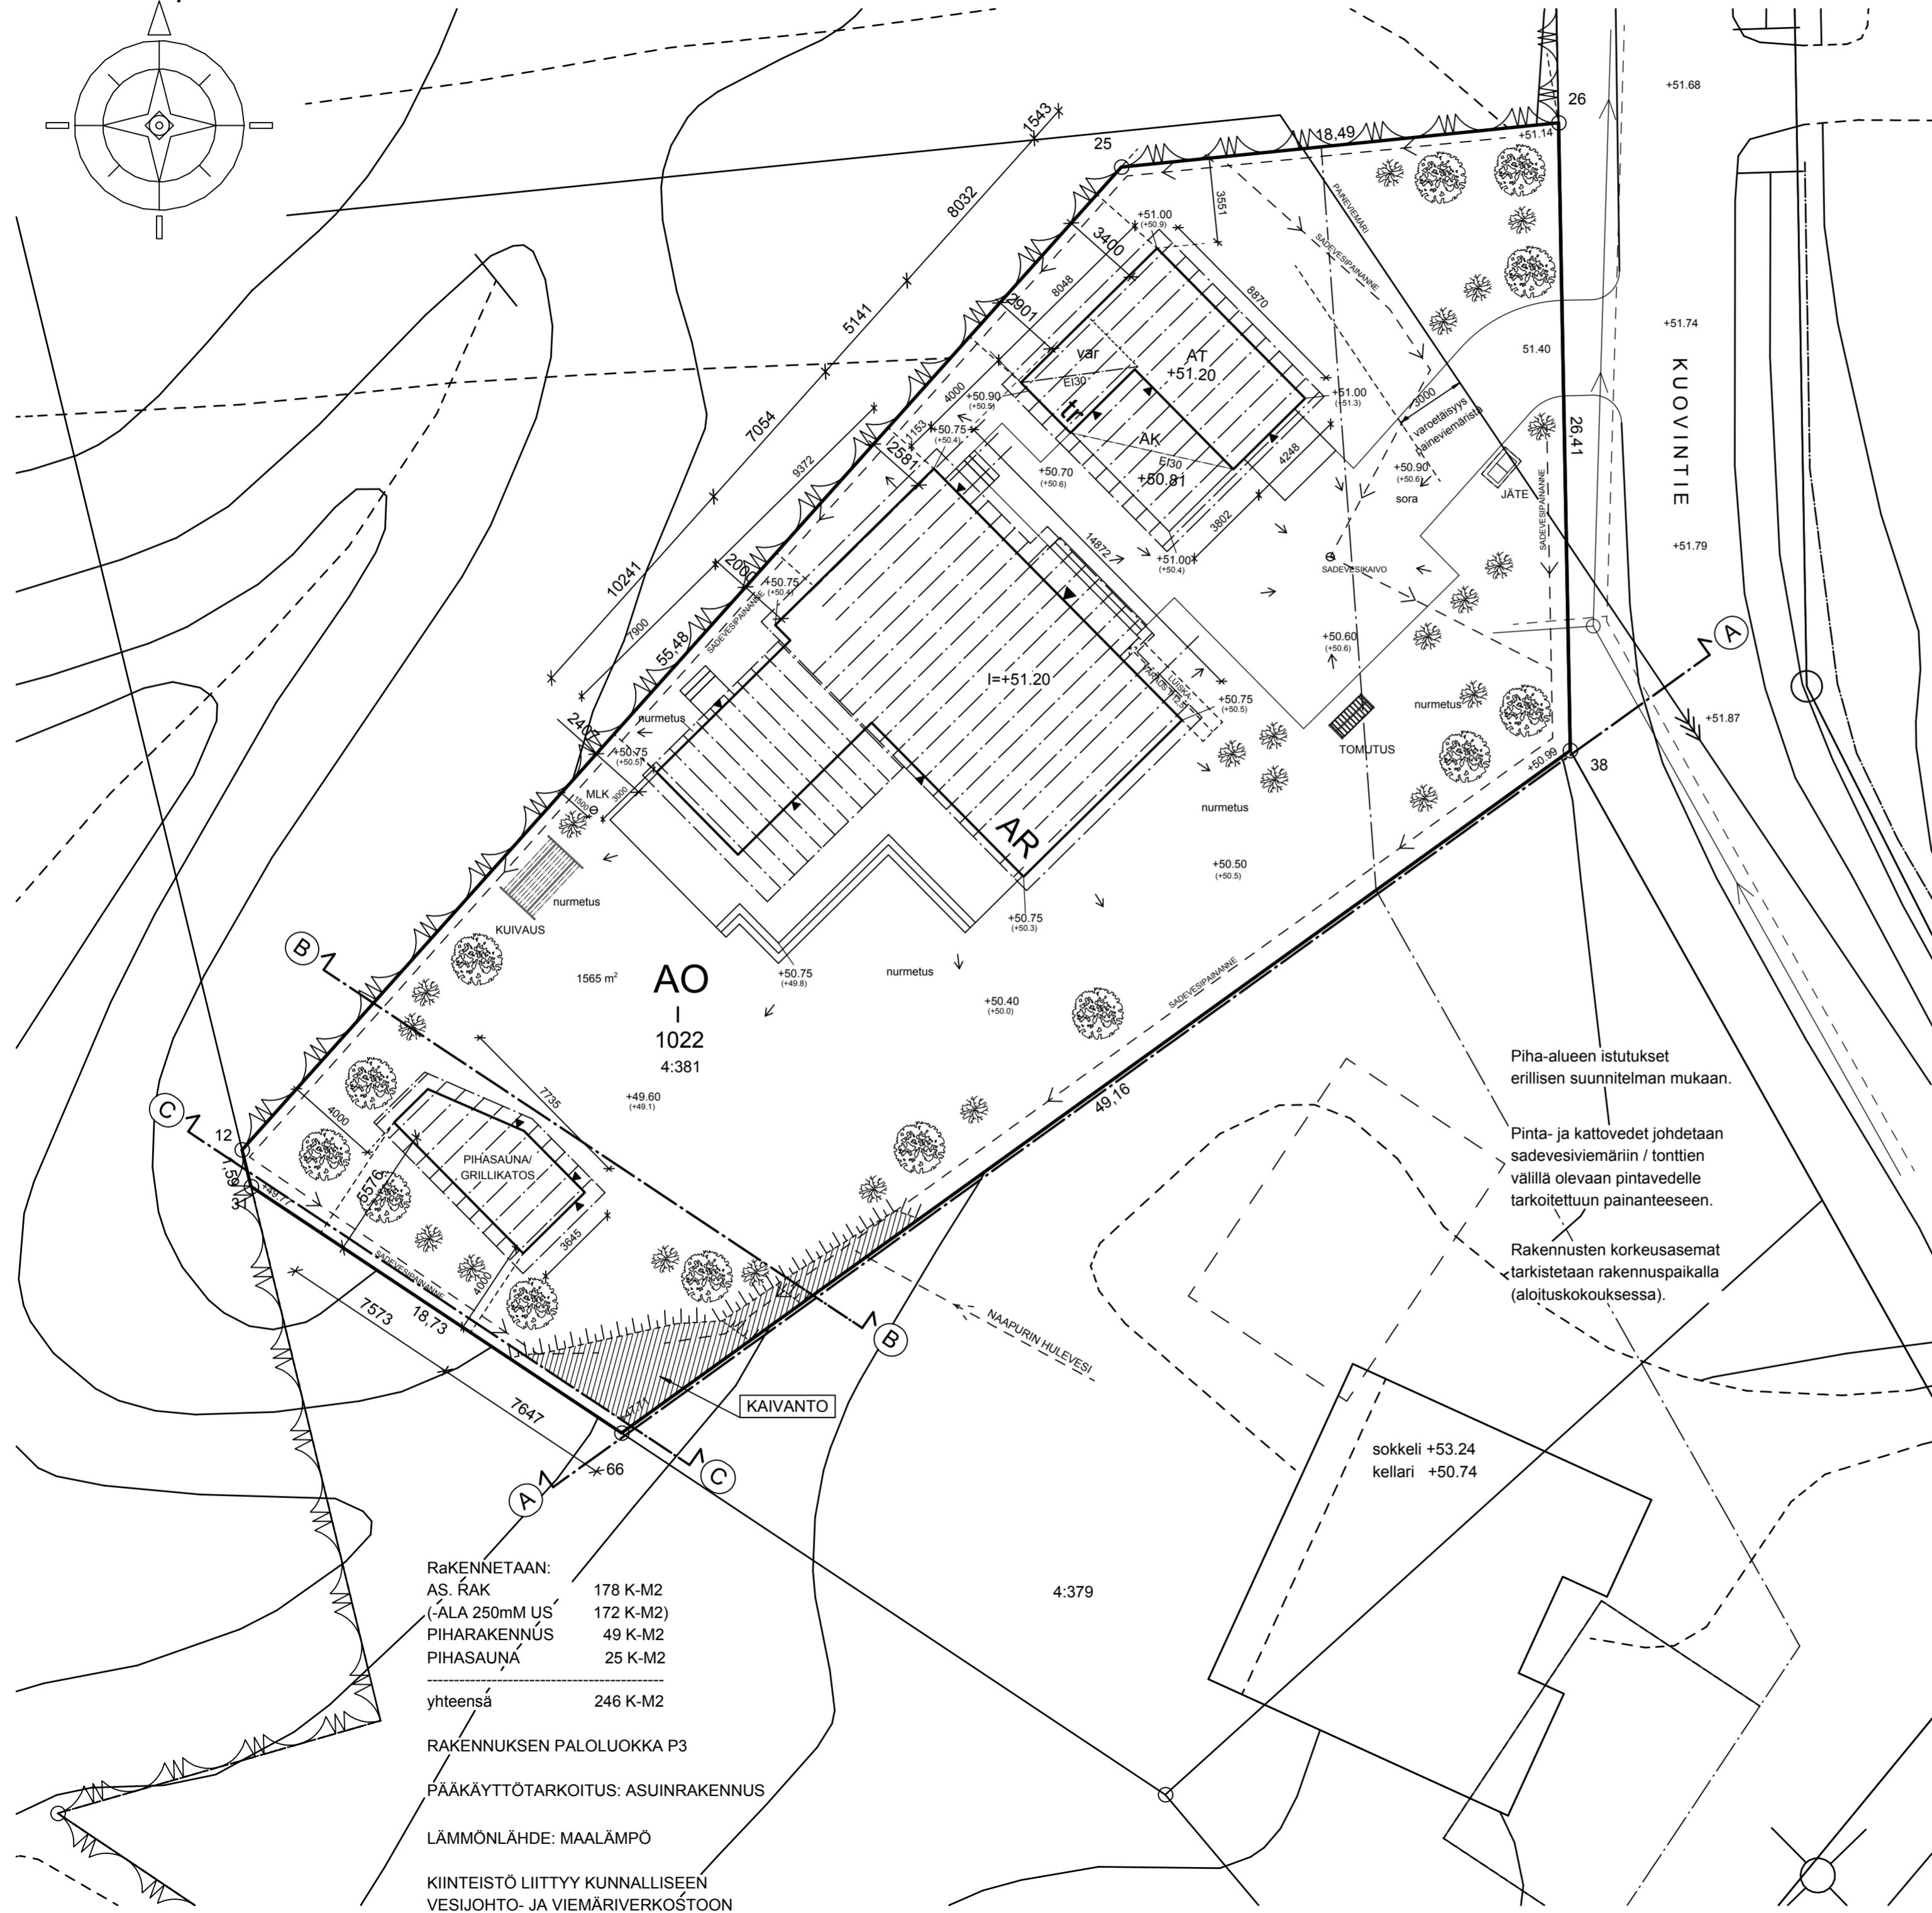 26
+51.68
1543
25
18,49
+51.14
8032
3551
PAINEVIEMÄRI
+51.00
(+50.9)
3400
SADEVESIPAINANNE
8048
8870
2901
5141
51.40
+51.74
KUOVINTIE
var
AT
+51.20
EI30
4000
+50.90
(+50.5)
+51.00
(+51.3)
3000
varoetäisyys
paineviemäristä
26,41
tr
AK
EI30
+50.81
4248
1153
+50.75
(+50.4)
2581
7054
9372
+50.70
(+50.6)
+50.90
(+50.6)
sora
JÄTE
SADEVESIPAINANNE
3802
14872
+51.00
(+50.4)
+51.79
SADEVESIKAIVO
2000
+50.75
(+50.4)
10241
7900
55,48
SADEVESIPAINANNE
+50.60
(+50.6)
A
I=+51.20
LUISKA
+50.75
(+50.5)
nurmetus
+51.87
2407
nurmetus
+50.75
(+50.5)
TOMUTUS
+50.99
38
MLK
1500
3000
nurmetus
AR
+50.50
(+50.5)
nurmetus
KUIVAUS
+50.75
(+50.3)
B
1565 m²
AO
I
1022
4:381
+50.75
(+49.8)
nurmetus
+50.40
(+50.0)
SADEVESIPAINANNE
+49.60
(+49.1)
7735
49,16
C
4000
12
PIHASAUNA/
GRILLIKATOS
5576
+49.77
31
3645
4000
SADEVESIPAINANNE
7573
18,73
7647
B
NAAPURIN HULEVESI
KAIVANTO
C
66
A
Piha-alueen istutukset
erillisen suunnitelman mukaan.
Pinta- ja kattovedet johdetaan
sadevesiviemäriin / tonttien
välillä olevaan pintavedelle
tarkoitettuun painanteeseen.
Rakennusten korkeusasemat
tarkistetaan rakennuspaikalla
(aloituskokouksessa).
sokkeli +53.24
kellari +50.74
4:379
RaKENNETAAN:
AS. RAK 178 K-M2
(-ALA 250mM US 172 K-M2)
PIHARAKENNUS 49 K-M2
PIHASAUNA 25 K-M2
--------------------------------------------
yhteensä 246 K-M2
RAKENNUKSEN PALOLUOKKA P3
PÄÄKÄYTTÖTARKOITUS: ASUINRAKENNUS
LÄMMÖNLÄHDE: MAALÄMPÖ
KIINTEISTÖ LIITTYY KUNNALLISEEN
VESIJOHTO- JA VIEMÄRIVERKOSTOON